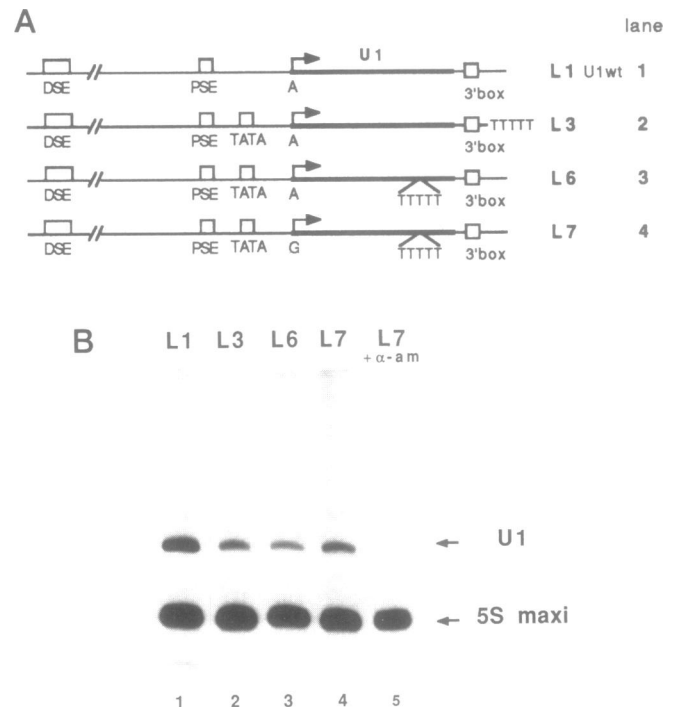 A
lane
U1
DSE // PSE A 3'box L1 U1wt 1
DSE // PSE TATA A 3'box TTTTT L3 2
DSE // PSE TATA A TTTTT 3'box L6 3
DSE // PSE TATA G TTTTT 3'box L7 4
B
L1 L3 L6 L7 L7
+ α-am
U1
5S maxi
1 2 3 4 5